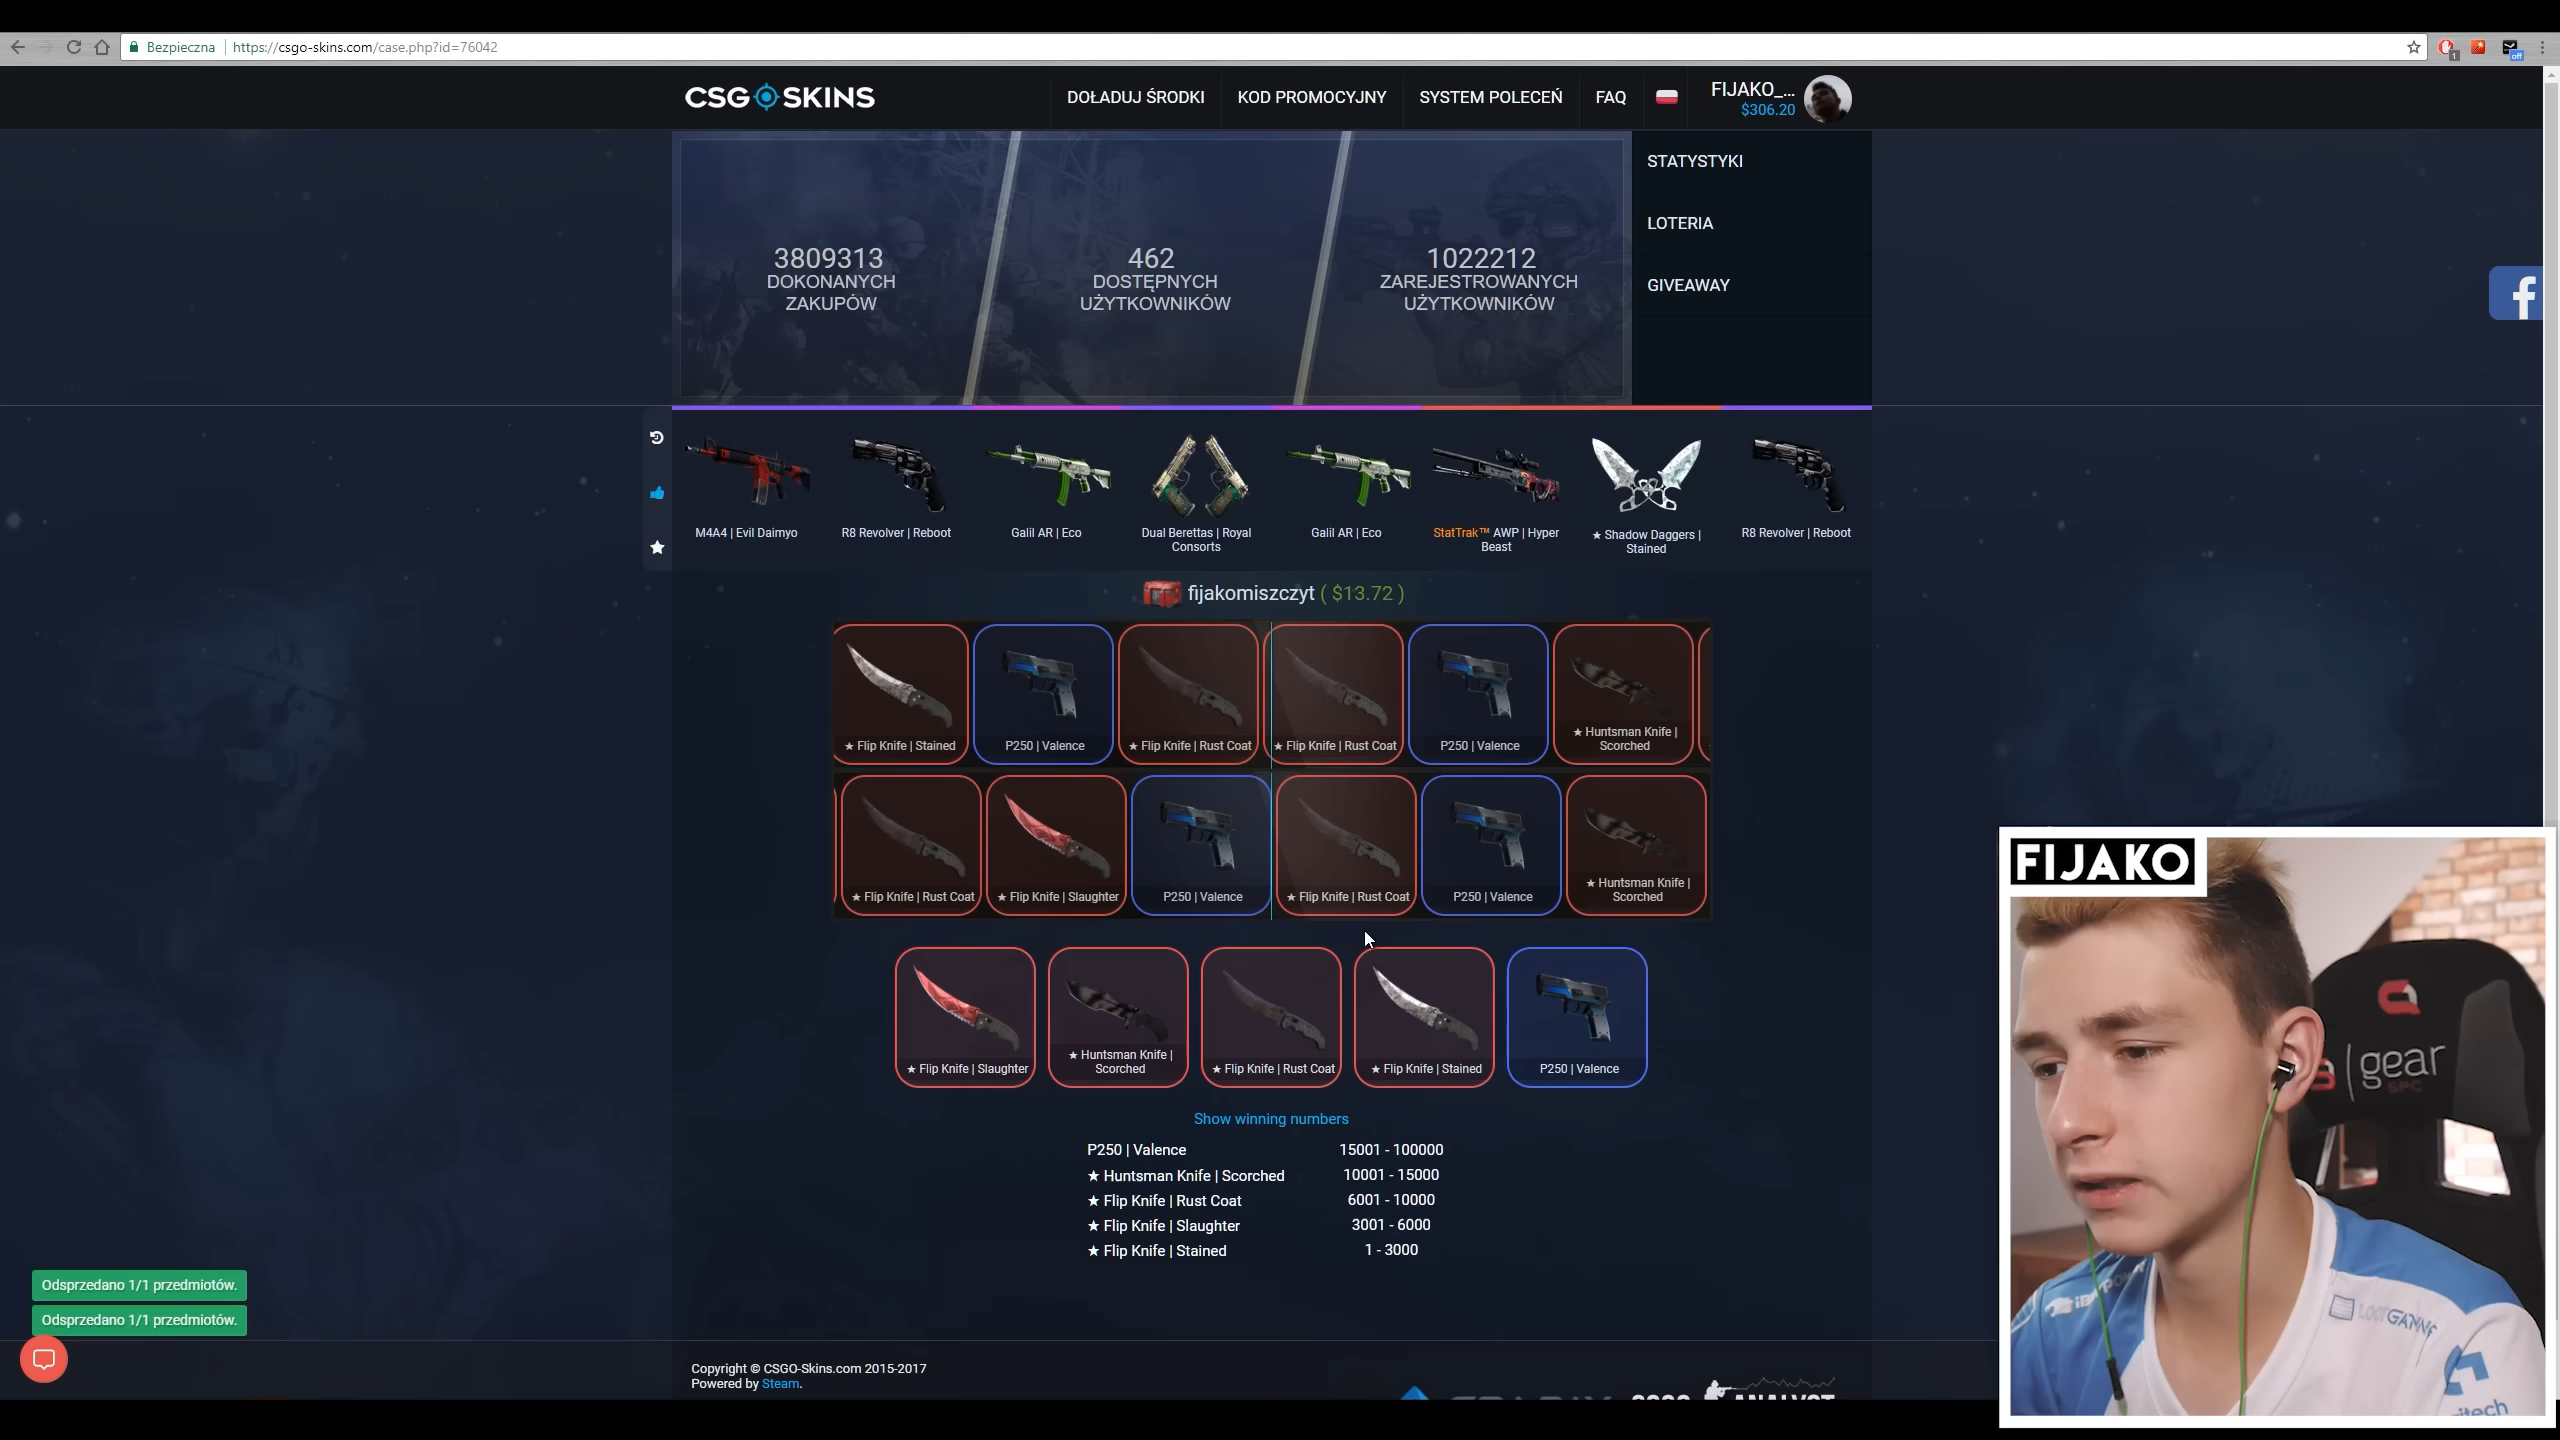 Bezpieczna
https://csgo-skins.com/case.php?id=76042
CSG SKINS
DOŁADUJ ŚRODKI
KOD PROMOCYJNY
SYSTEM POLECEŃ
FAQ
FIJAKO_...
$306.20
3809313
DOKONANYCH
ZAKUPÓW
462
DOSTĘPNYCH
UŻYTKOWNIKÓW
1022212
ZAREJESTROWANYCH
UŻYTKOWNIKÓW
STATYSTYKI
LOTERIA
GIVEAWAY
M4A4 | Evil Daimyo
R8 Revolver | Reboot
Galil AR | Eco
Dual Berettas | Royal
Consorts
Galil AR | Eco
StatTrak™ AWP | Hyper
Beast
★ Shadow Daggers |
Stained
R8 Revolver | Reboot
fijakomiszczyt ( $13.72 )
★ Flip Knife | Stained
P250 | Valence
★ Flip Knife | Rust Coat
★ Flip Knife | Rust Coat
P250 | Valence
★ Huntsman Knife |
Scorched
★ Flip Knife | Rust Coat
★ Flip Knife | Slaughter
P250 | Valence
★ Flip Knife | Rust Coat
P250 | Valence
★ Huntsman Knife |
Scorched
★ Flip Knife | Slaughter
★ Huntsman Knife |
Scorched
★ Flip Knife | Rust Coat
★ Flip Knife | Stained
P250 | Valence
Show winning numbers
P250 | Valence 15001 - 100000
★ Huntsman Knife | Scorched 10001 - 15000
★ Flip Knife | Rust Coat 6001 - 10000
★ Flip Knife | Slaughter 3001 - 6000
★ Flip Knife | Stained 1 - 3000
Odsprzedano 1/1 przedmiotów.
Odsprzedano 1/1 przedmiotów.
Copyright © CSGO-Skins.com 2015-2017
Powered by Steam.
ANALYST
FIJAKO
gear
SPC
LOOTGAMING